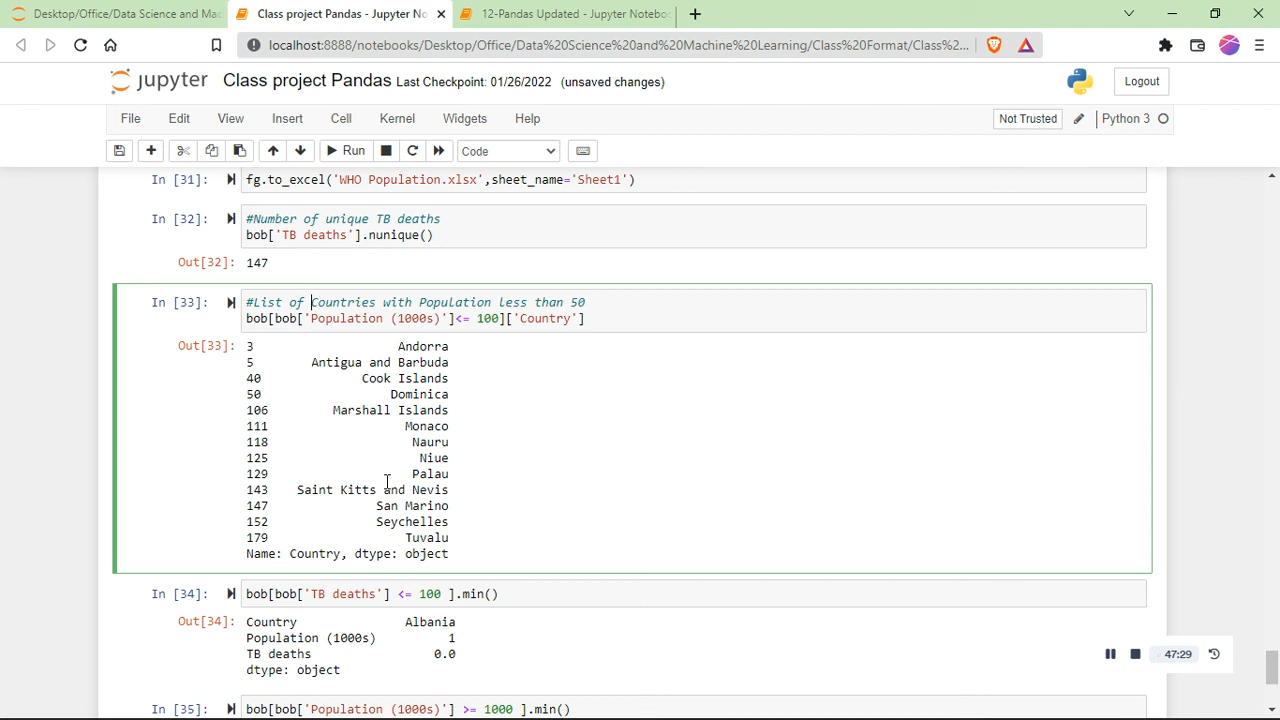 Desktop/Office/Data Science and Mac
Class project Pandas - Jupyter No
12-Pandas Updated - Jupyter Notebo
localhost:8888/notebooks/Desktop/Office/Data%20Science%20and%20Machine%20Learning/Class%20Format/Class%...
jupyter Class project Pandas Last Checkpoint: 01/26/2022 (unsaved changes)
Logout
File Edit View Insert Cell Kernel Widgets Help
Not Trusted
Python 3
Run
Code
In [31]: fg.to_excel('WHO Population.xlsx',sheet_name='Sheet1')
In [32]: #Number of unique TB deaths
bob['TB deaths'].nunique()
Out[32]: 147
In [33]: #List of Countries with Population less than 50
bob[bob['Population (1000s)']<= 100]['Country']
Out[33]: 3 Andorra
5 Antigua and Barbuda
40 Cook Islands
50 Dominica
106 Marshall Islands
111 Monaco
118 Nauru
125 Niue
129 Palau
143 Saint Kitts and Nevis
147 San Marino
152 Seychelles
179 Tuvalu
Name: Country, dtype: object
In [34]: bob[bob['TB deaths'] <= 100 ].min()
Out[34]: Country Albania
Population (1000s) 1
TB deaths 0.0
dtype: object
47:29
In [35]: bob[bob['Population (1000s)'] >= 1000 ].min()